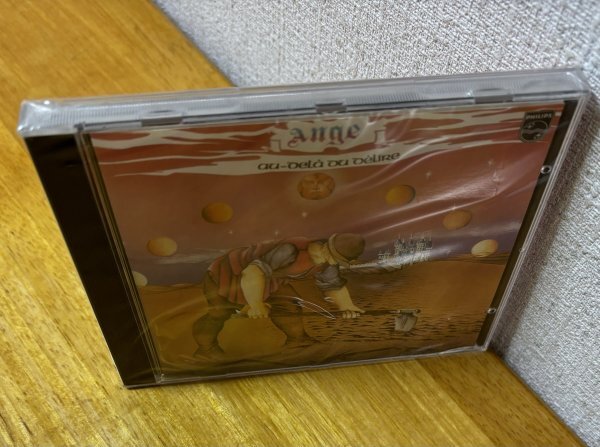 Ange
au-delà du délire
PHILIPS